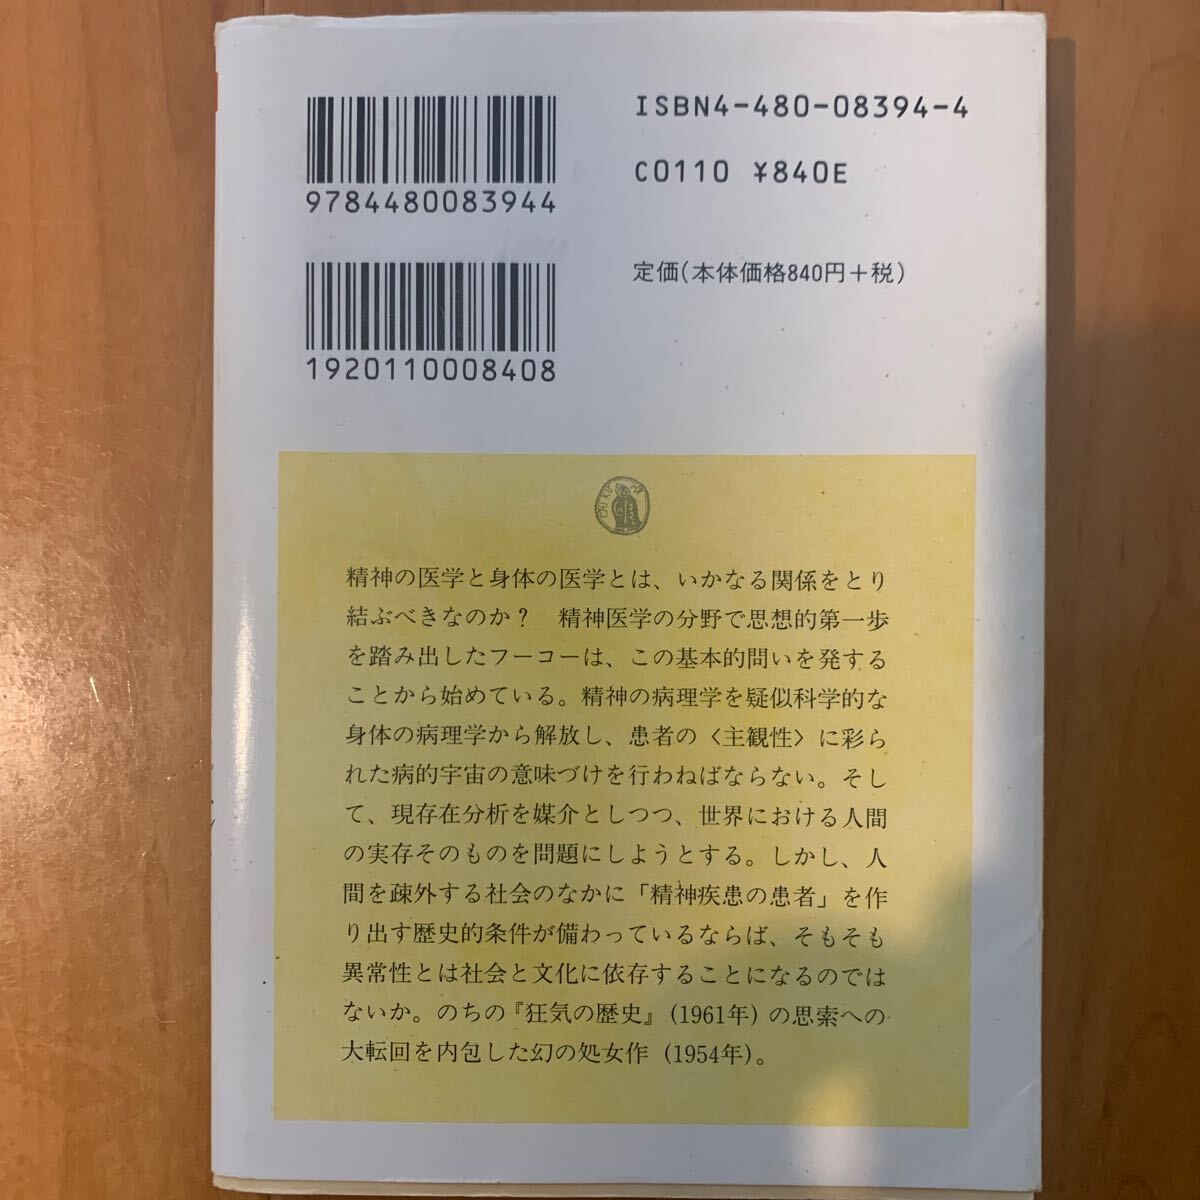 9784480083944
ISBN4-480-08394-4
C0110 ¥840E
定価(本体価格840円+税)
1920110008408
精神の医学と身体の医学とは、いかなる関係をとり
結ぶべきなのか？　精神医学の分野で思想的第一歩
を踏み出したフーコーは、この基本的問いを発する
ことから始めている。精神の病理学を疑似科学的な
身体の病理学から解放し、患者の〈主観性〉に彩ら
れた病的宇宙の意味づけを行わねばならない。そし
て、現存在分析を媒介としつつ、世界における人間
の実存そのものを問題にしようとする。しかし、人
間を疎外する社会のなかに「精神疾患の患者」を作
り出す歴史的条件が備わっているならば、そもそも
異常性とは社会と文化に依存することになるのでは
ないか。のちの『狂気の歴史』(1961年)の思索への
大転回を内包した幻の処女作(1954年)。